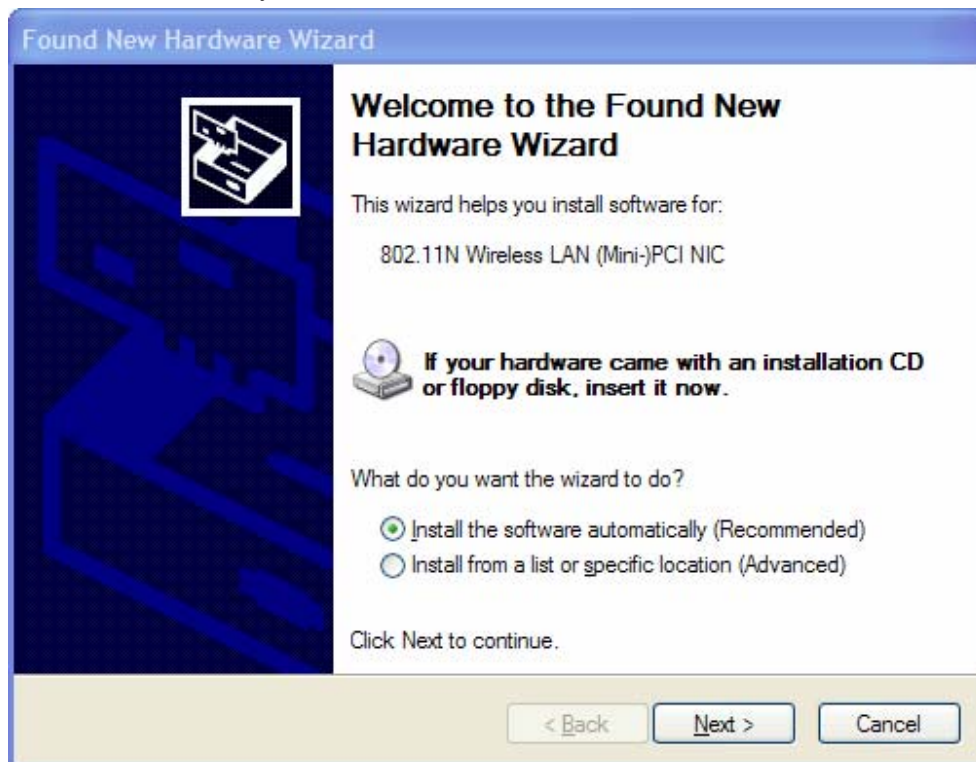 Found New Hardware Wizard
Welcome to the Found New
Hardware Wizard
This wizard helps you install software for:
802.11N Wireless LAN (Mini-)PCI NIC
If your hardware came with an installation CD
or floppy disk, insert it now.
What do you want the wizard to do?
Install the software automatically (Recommended)
Install from a list or specific location (Advanced)
Click Next to continue.
< Back Next > Cancel